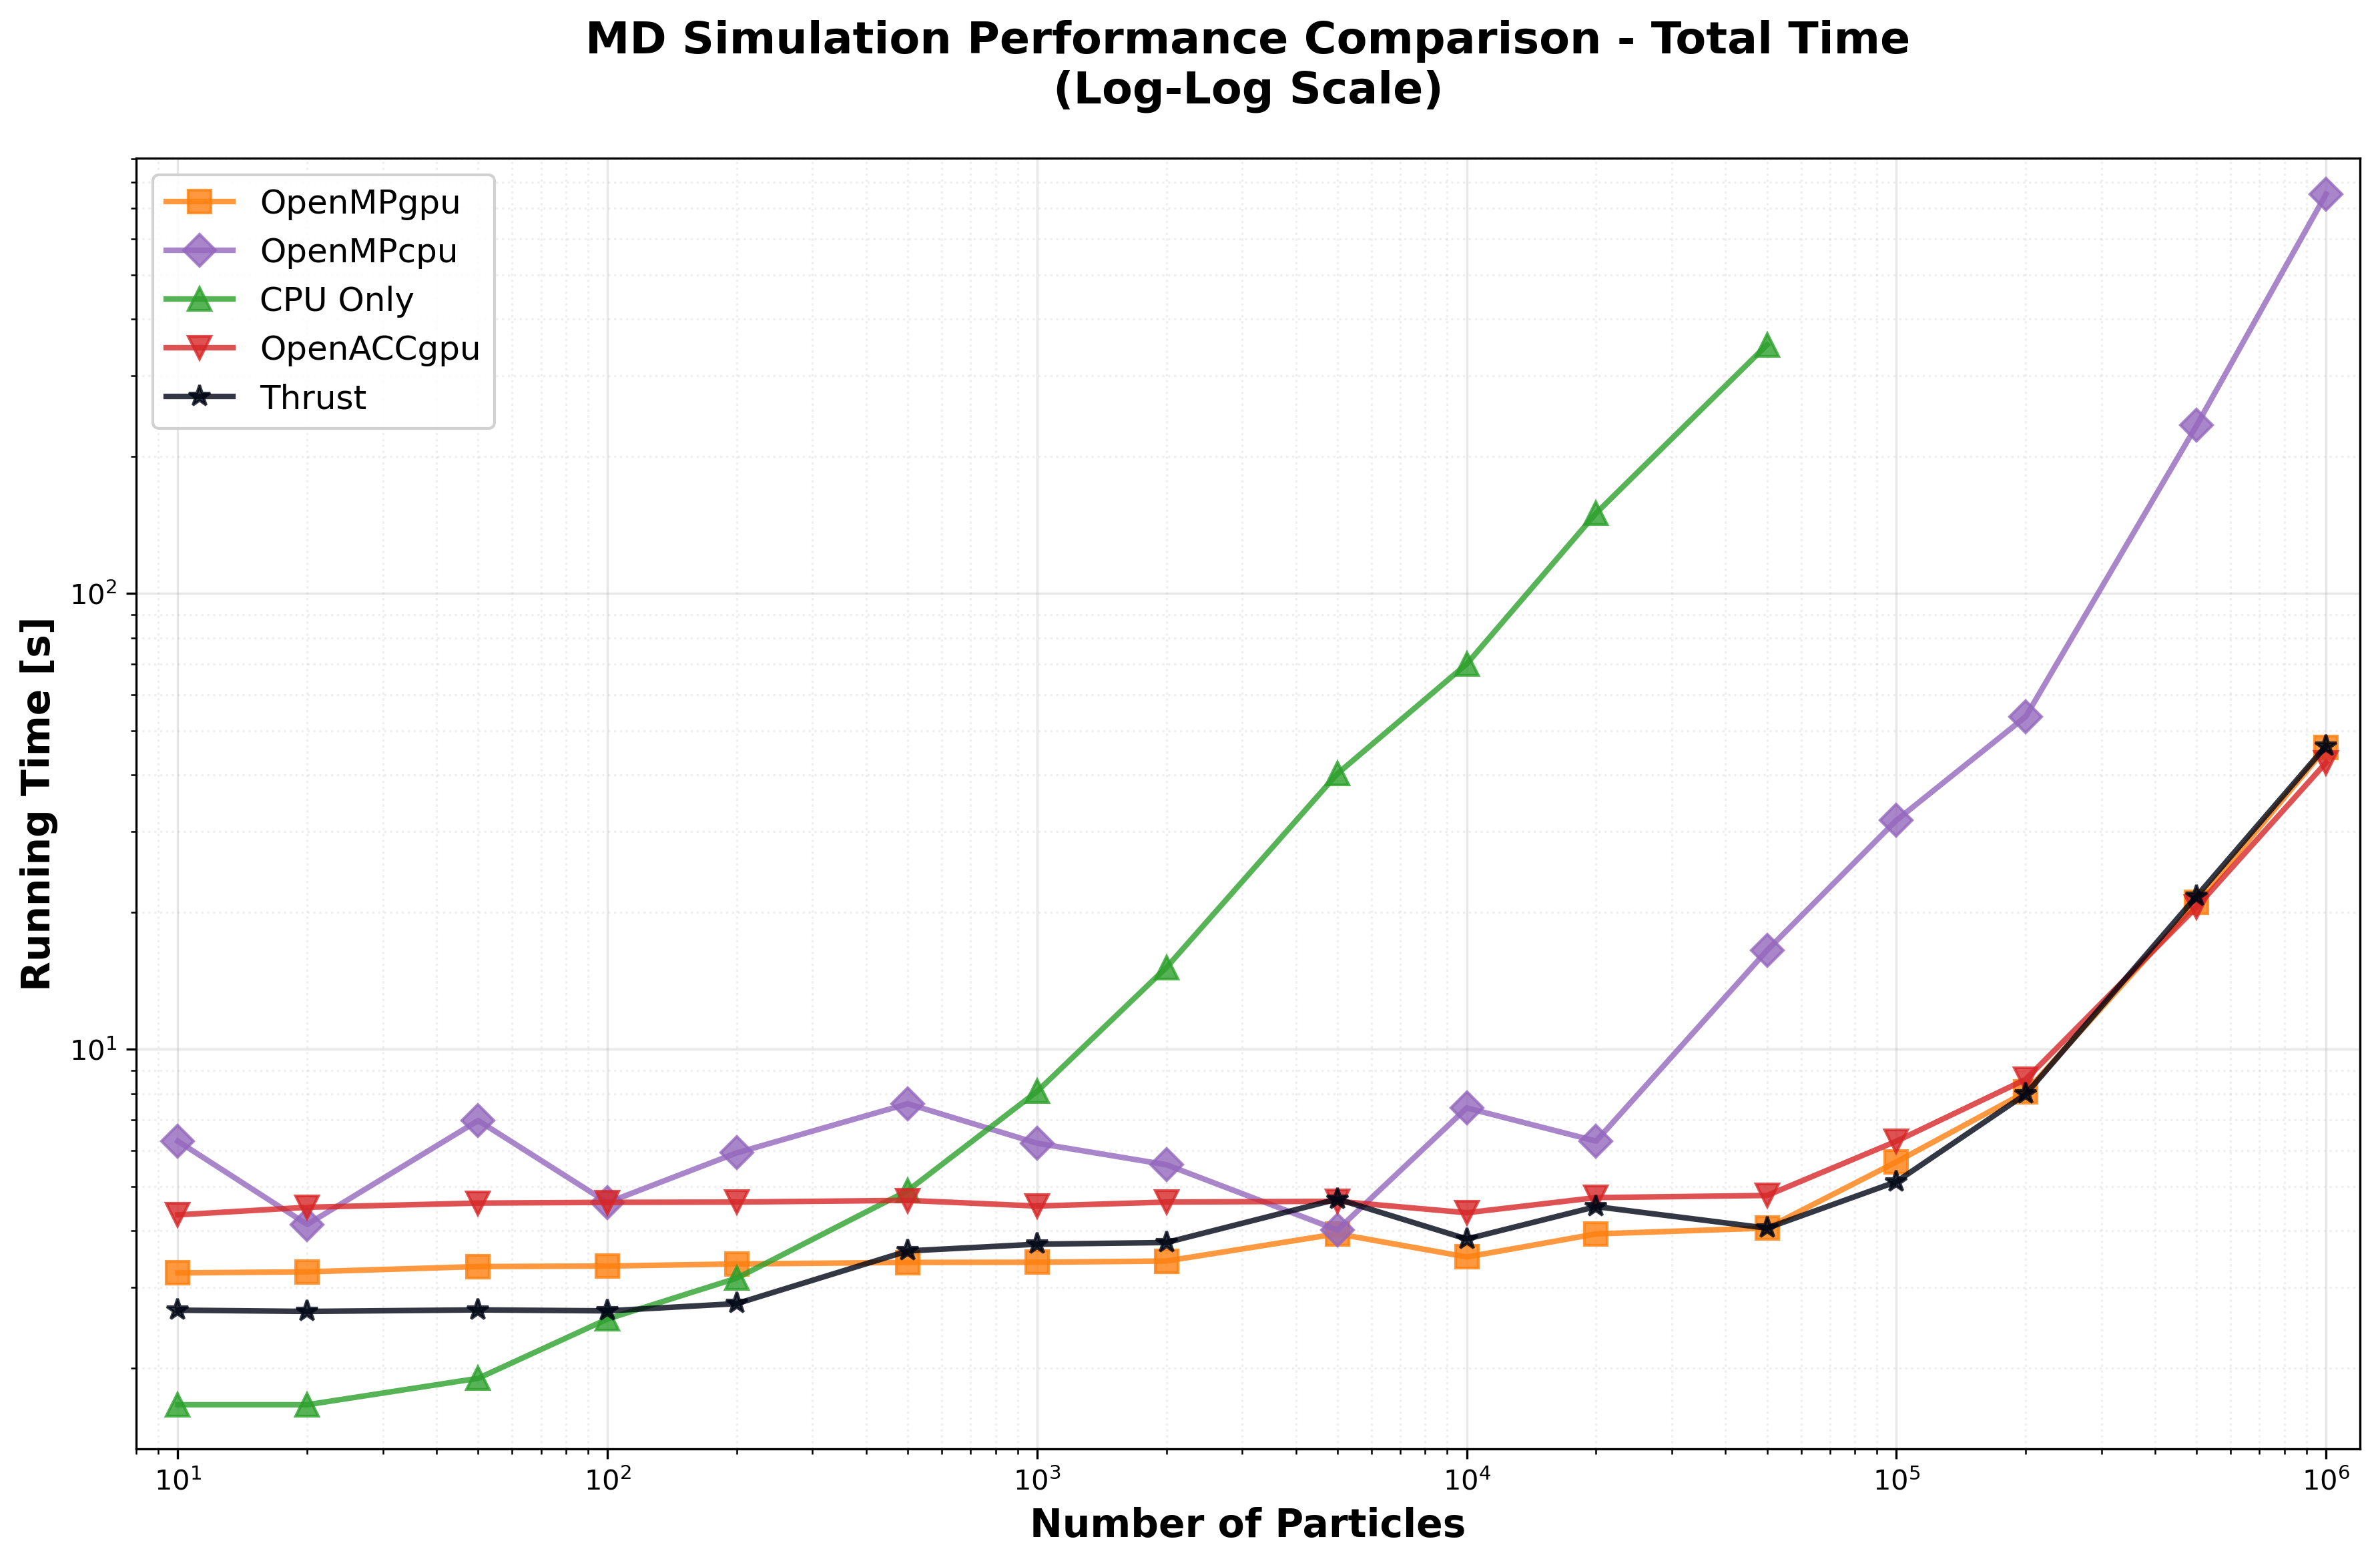 MD Simulation Performance Comparison - Total Time
(Log-Log Scale)
OpenMPgpu
OpenMPcpu
CPU Only
OpenACCgpu
Thrust
Running Time [s]
10²
10¹
10¹ 10² 10³ 10⁴ 10⁵ 10⁶
Number of Particles